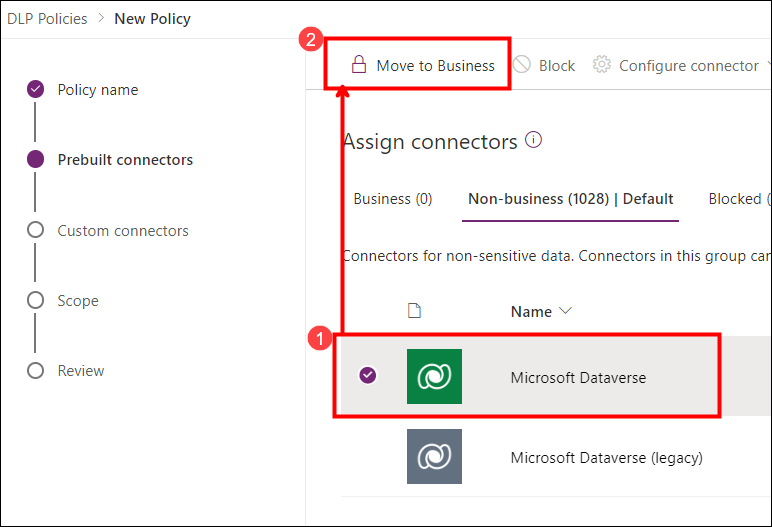 DLP Policies > New Policy
2
Move to Business
Block
Configure connector
Policy name
Prebuilt connectors
Custom connectors
Scope
Review
Assign connectors
Business (0)
Non-business (1028) | Default
Blocked (
Connectors for non-sensitive data. Connectors in this group can
Name
1
Microsoft Dataverse
Microsoft Dataverse (legacy)